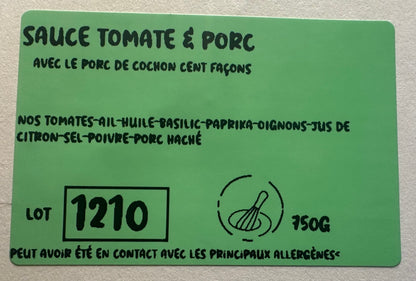 SAUCE TOMATE & PORC
AVEC LE PORC DE COCHON CENT FAÇONS
NOS TOMATES-AIL-HUILE-BASILIC-PAPRIKA-OIGNONS-JUS DE
CITRON-SEL-POIVRE-PORC HACHÉ
LOT 1210 750G
PEUT AVOIR ÉTÉ EN CONTACT AVEC LES PRINCIPAUX ALLERGÈNES<